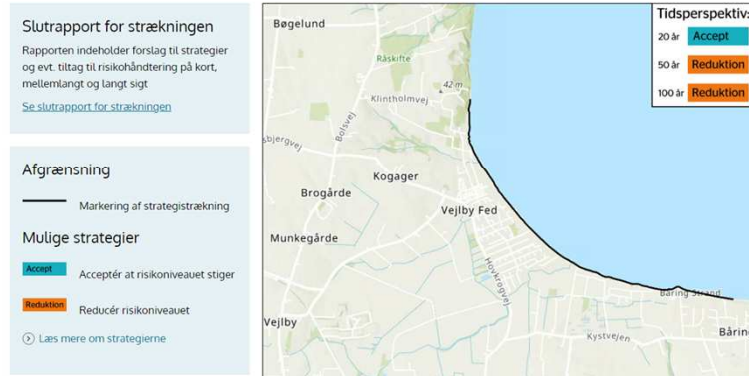 Slutrapport for strækningen
Rapporten indeholder forslag til strategier
og evt. tiltag til risikohåndtering på kort,
mellemlangt og langt sigt
Se slutrapport for strækningen
Afgrænsning
Markering af strategistrækning
Mulige strategier
Accept
Acceptér at risikoniveauet stiger
Reduktion
Reducér risikoniveauet
Læs mere om strategierne
Tidsperspektiv:
20 år Accept
50 år Reduktion
100 år Reduktion
Bøgelund
Råskifte
42 m
Klintholmvej
Bolsvej
sbjergvej
Kogager
Brogårde
Vejlby Fed
Munkegårde
Hovkrogvej
Båring Strand
Vejlby
Kystvejen
Båring